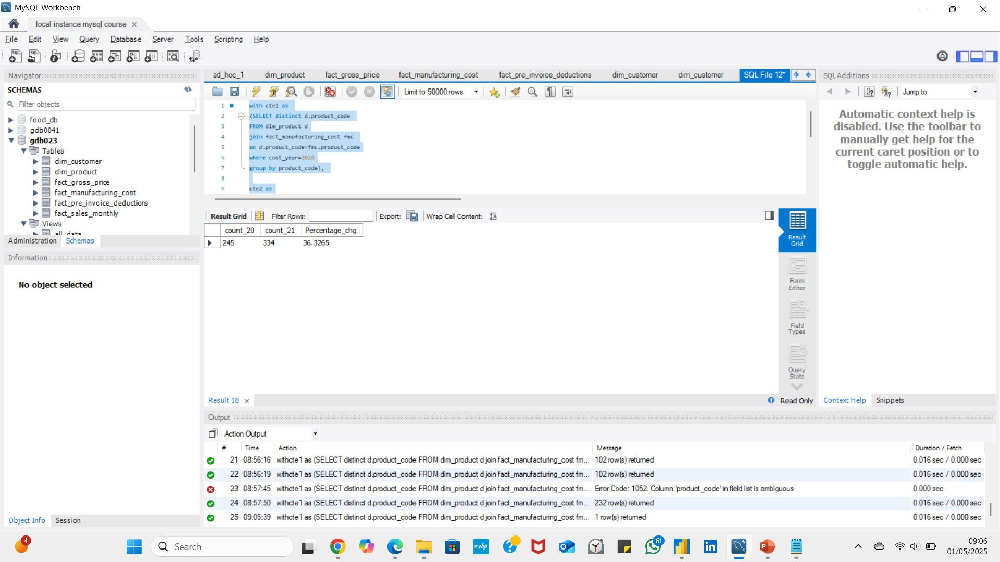 MySQL Workbench
local instance mysql course
File Edit View Query Database Server Tools Scripting Help
Navigator
SCHEMAS
Filter objects
food_db
gdb0041
gdb023
Tables
dim_customer
dim_product
fact_gross_price
fact_manufacturing_cost
fact_pre_invoice_deductions
fact_sales_monthly
Views
all_data
Administration Schemas
Information
No object selected
Object Info Session
ad_hoc_1 dim_product fact_gross_price fact_manufacturing_cost fact_pre_invoice_deductions dim_customer dim_customer SQL File 12*
Limit to 50000 rows
1 with cte1 as
2 (SELECT distinct d.product_code
3 FROM dim_product d
4 join fact_manufacturing_cost fmc
5 on d.product_code=fmc.product_code
6 where cost_year=2020
7 group by product_code),
8
9 cte2 as
Result Grid Filter Rows: Export: Wrap Cell Content:
count_20 count_21 Percentage_chg
245 334 36.3265
Result
Grid
Form
Editor
Field
Types
Query
Stats
Result 18
Read Only
SQLAdditions
Jump to
Automatic context help is
disabled. Use the toolbar to
manually get help for the
current caret position or to
toggle automatic help.
Context Help Snippets
Output
Action Output
# Time Action Message Duration / Fetch
21 08:56:16 withcte1 as (SELECT distinct d.product_code FROM dim_product d join fact_manufacturing_cost fm... 102 row(s) returned 0.016 sec / 0.000 sec
22 08:56:19 withcte1 as (SELECT distinct d.product_code FROM dim_product d join fact_manufacturing_cost fm... 102 row(s) returned 0.016 sec / 0.000 sec
23 08:57:45 withcte1 as (SELECT distinct d.product_code FROM dim_product d join fact_manufacturing_cost fm... Error Code: 1052. Column 'product_code' in field list is ambiguous 0.000 sec
24 08:57:50 withcte1 as (SELECT distinct d.product_code FROM dim_product d join fact_manufacturing_cost fm... 232 row(s) returned 0.016 sec / 0.000 sec
25 09:05:39 withcte1 as (SELECT distinct d.product_code FROM dim_product d join fact_manufacturing_cost fm... 1 row(s) returned 0.016 sec / 0.000 sec
4
Search
myhp
61
09:06
01/05/2025